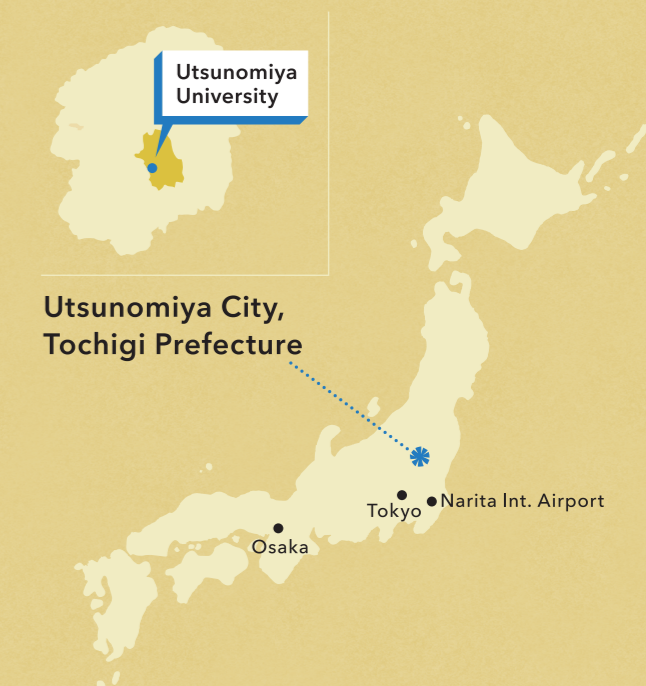 Utsunomiya
University
Utsunomiya City,
Tochigi Prefecture
Tokyo
Narita Int. Airport
Osaka